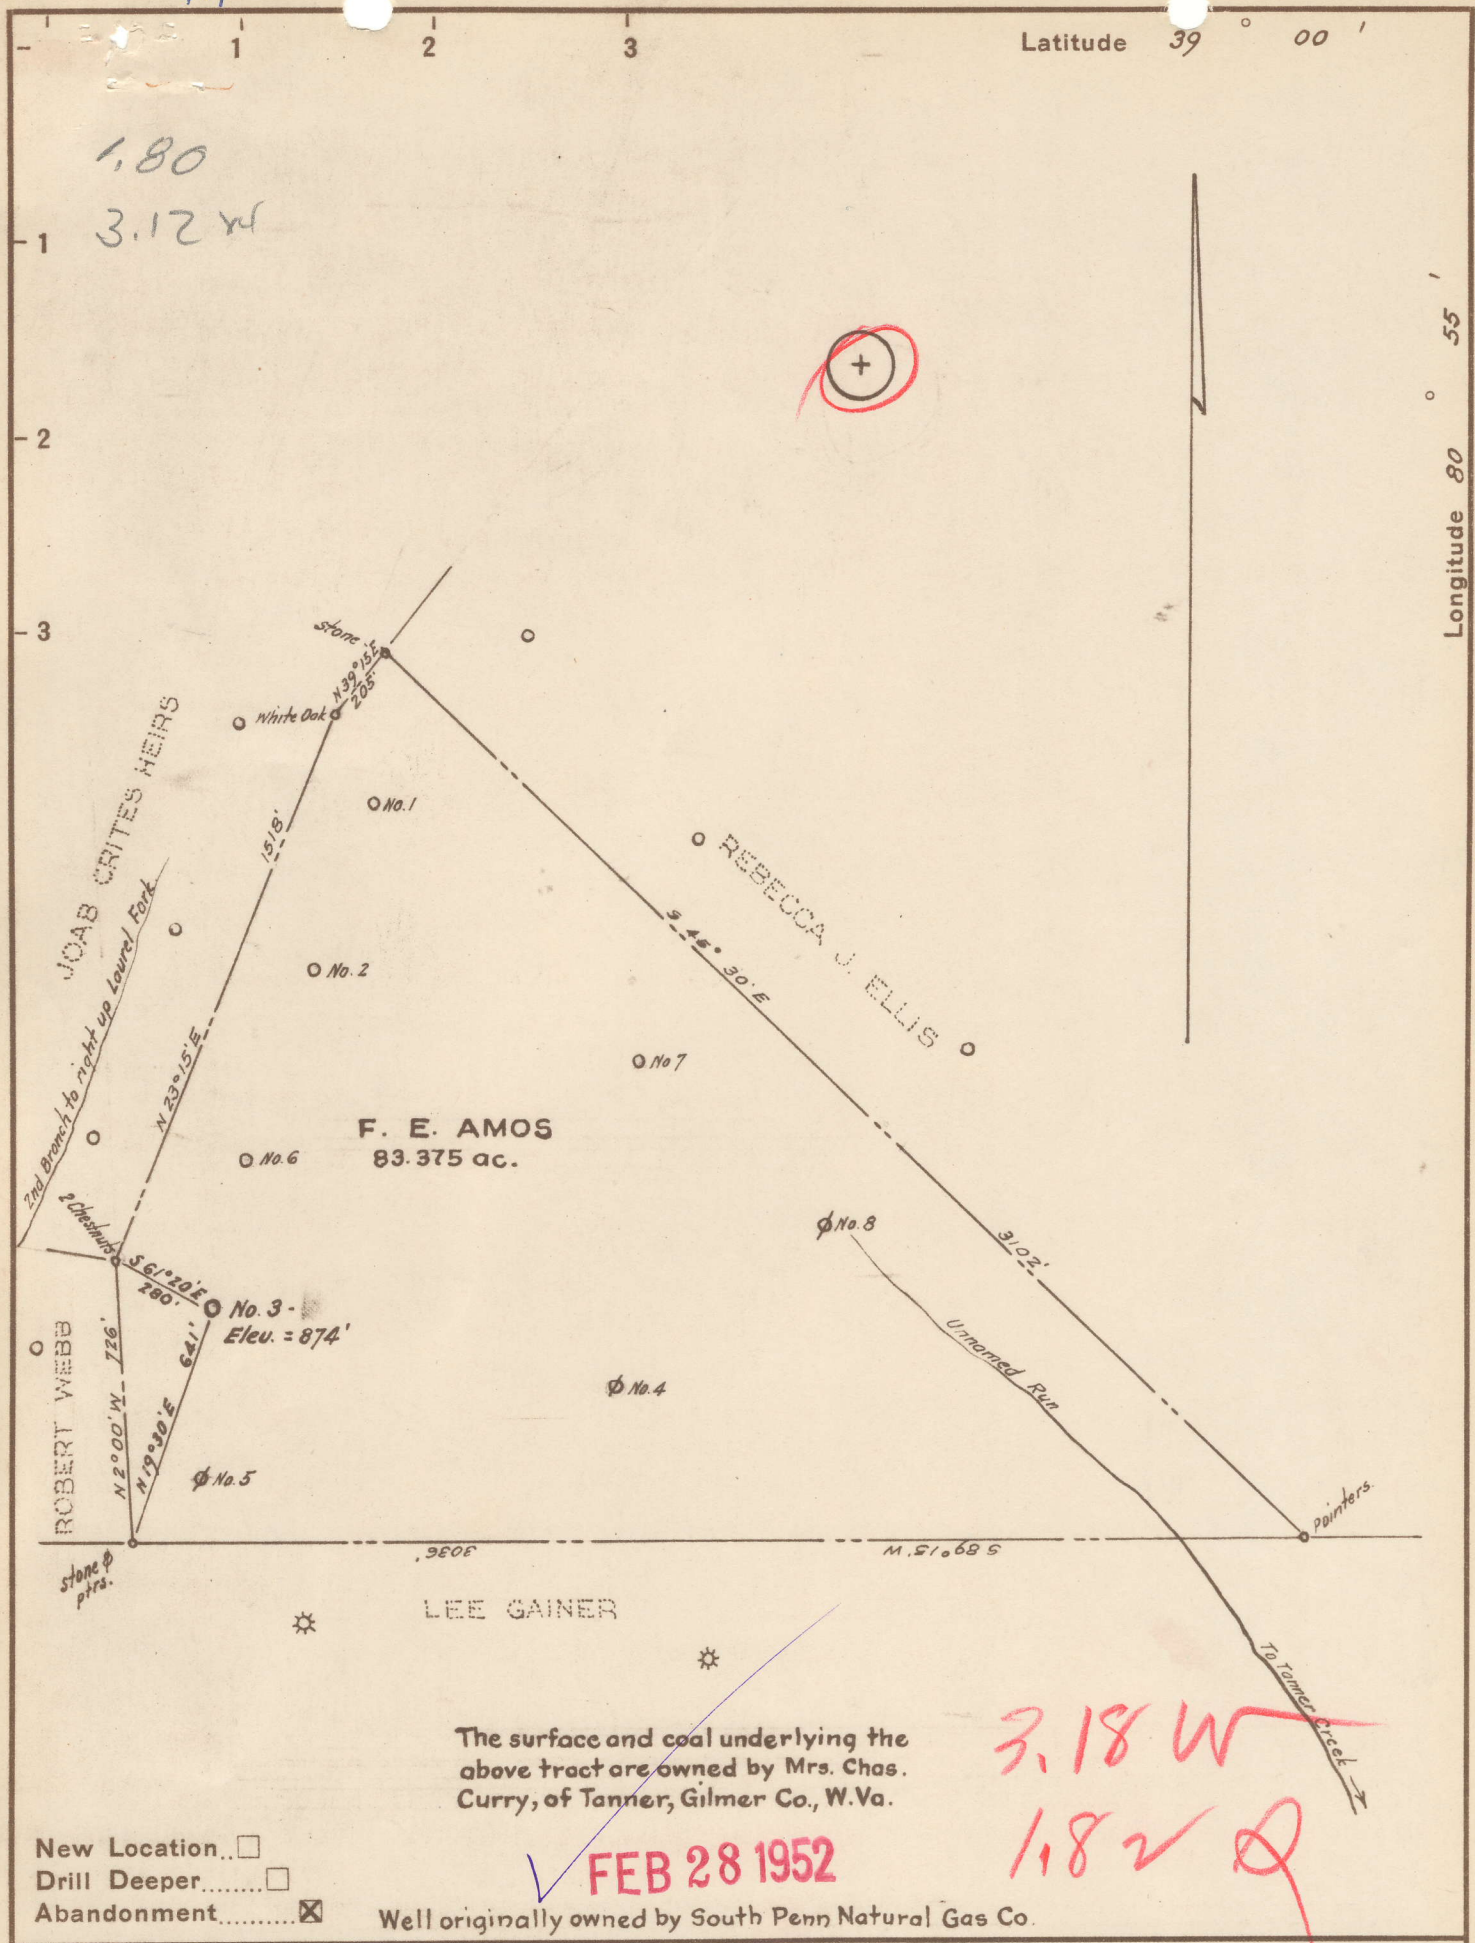 1 2 3 Latitude 39 ° 00 '
1.80
3.12 W
1
2
3
Longitude 80 ° 55 '
Stone
N 39° 15' E
205'
White Oak
No. 1
JOAB CRITES HEIRS
1518'
N 23° 15' E
2nd Branch to right up Laurel Fork
No. 2
REBECCA J. ELLIS
S 46° 30' E
3102'
No 7
F. E. AMOS
83.375 ac.
No. 6
No. 8
2 Chestnuts
S 61° 20' E
280'
No. 3 -
Elev. = 874'
641'
N 19° 30' E
726'
N 2° 00' W
ROBERT WEBB
No. 4
No. 5
Unnamed Run
Pointers.
stone &
ptrs.
3036'
S 89° 15' W
LEE GAINER
To Tanner Creek
The surface and coal underlying the
above tract are owned by Mrs. Chas.
Curry, of Tanner, Gilmer Co., W.Va.
3.18 W
1.82
New Location..
Drill Deeper........
Abandonment.......... X
FEB 28 1952
Well originally owned by South Penn Natural Gas Co.